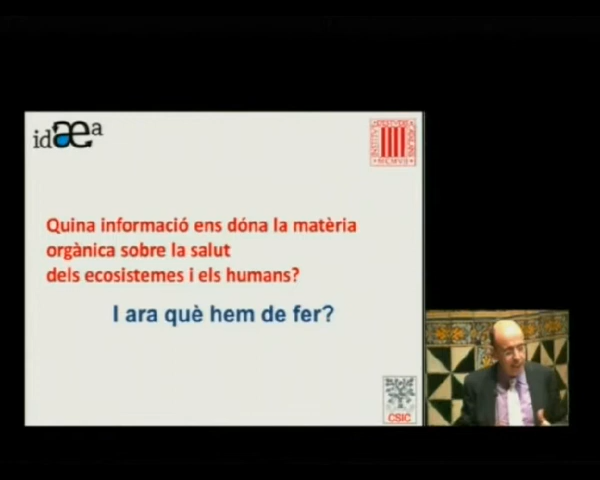 idæa
Quina informació ens dóna la matèria
orgànica sobre la salut
dels ecosistemes i els humans?
I ara què hem de fer?
CSIC